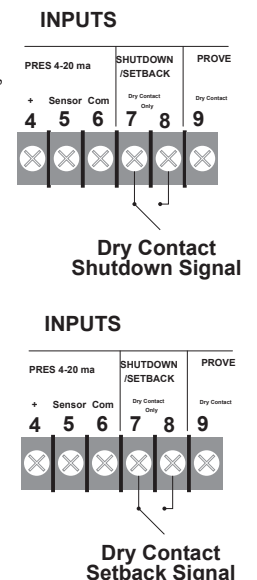 INPUTS
PRES 4-20 ma SHUTDOWN /SETBACK PROVE
+ Sensor Com Dry Contact Only Dry Contact
4 5 6 7 8 9
Dry Contact
Shutdown Signal
INPUTS
PRES 4-20 ma SHUTDOWN /SETBACK PROVE
+ Sensor Com Dry Contact Only Dry Contact
4 5 6 7 8 9
Dry Contact
Setback Signal